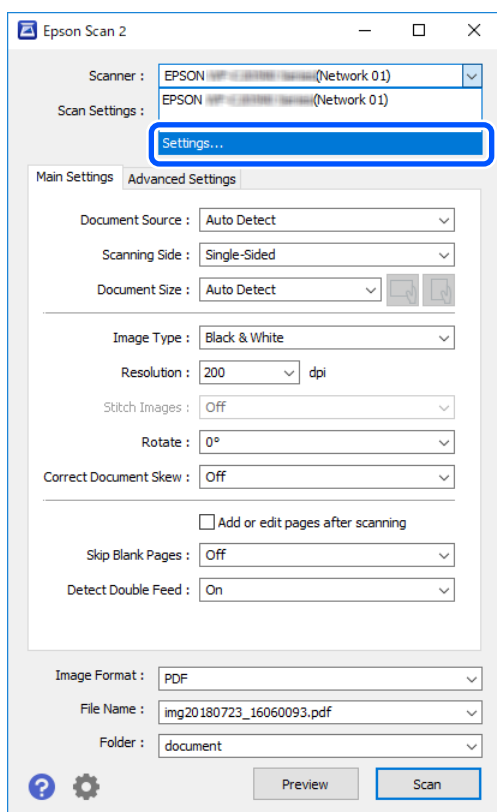 Epson Scan 2
Scanner : EPSON (Network 01)
EPSON (Network 01)
Scan Settings :
Settings...
Main Settings Advanced Settings
Document Source : Auto Detect
Scanning Side : Single-Sided
Document Size : Auto Detect
Image Type : Black & White
Resolution : 200 dpi
Stitch Images : Off
Rotate : 0°
Correct Document Skew : Off
Add or edit pages after scanning
Skip Blank Pages : Off
Detect Double Feed : On
Image Format : PDF
File Name : img20180723_16060093.pdf
Folder : document
? Preview Scan